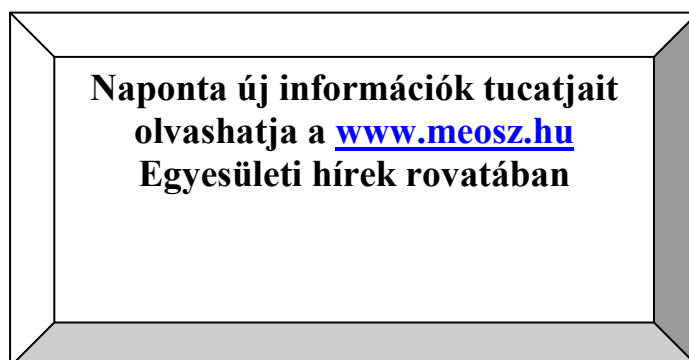 Naponta új információk tucatjait
olvashatja a www.meosz.hu
Egyesületi hírek rovatában